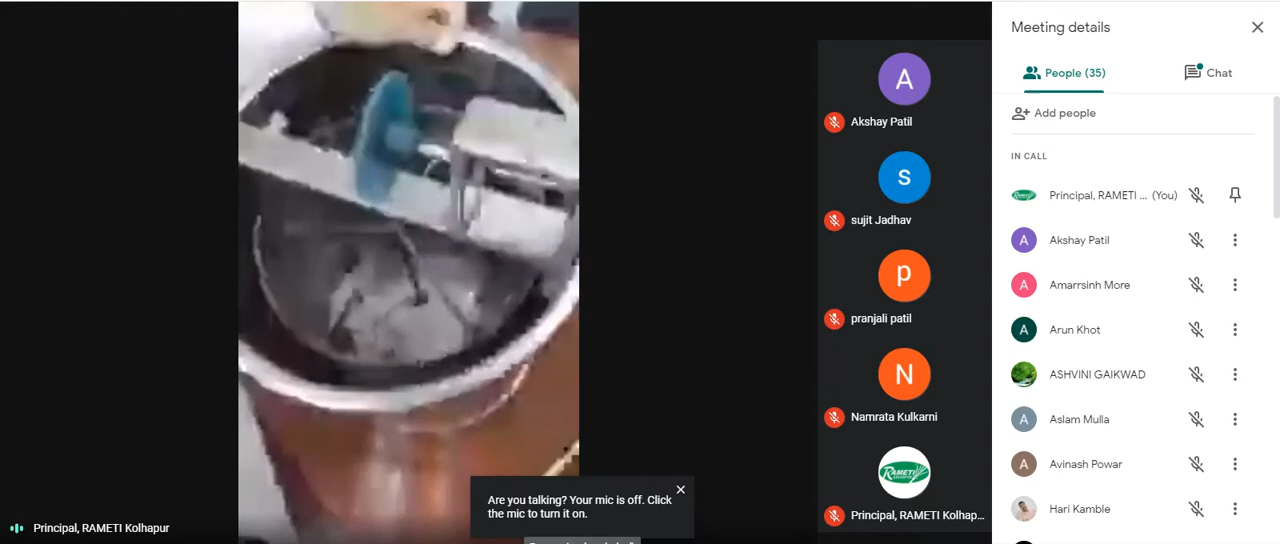 A
Akshay Patil
s
sujit Jadhav
p
pranjali patil
N
Namrata Kulkarni
RAMETI
Principal, RAMETI Kolhap...
Principal, RAMETI Kolhapur
Are you talking? Your mic is off. Click
the mic to turn it on.
Meeting details
People (35)
Chat
Add people
IN CALL
RAMETI
Principal, RAMETI ... (You)
A
Akshay Patil
A
Amarrsinh More
A
Arun Khot
ASHVINI GAIKWAD
A
Aslam Mulla
A
Avinash Powar
Hari Kamble